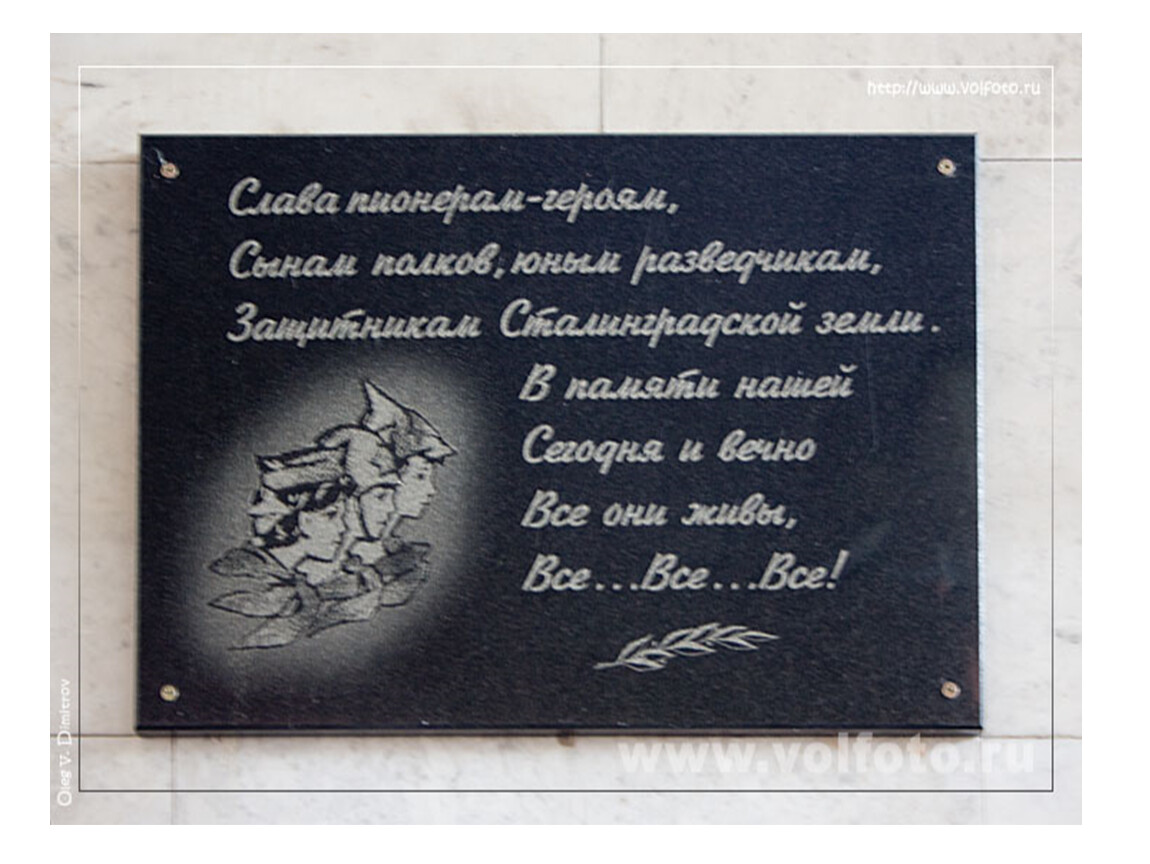 http://www.volfoto.ru
Слава пионерам-героям,
Сынам полков, юным разведчикам,
Защитникам Сталинградской земли.
В памяти нашей
Сегодня и вечно
Все они живы,
Все...Все...Все!
www.volfoto.ru
Oleg V. Dimitrov